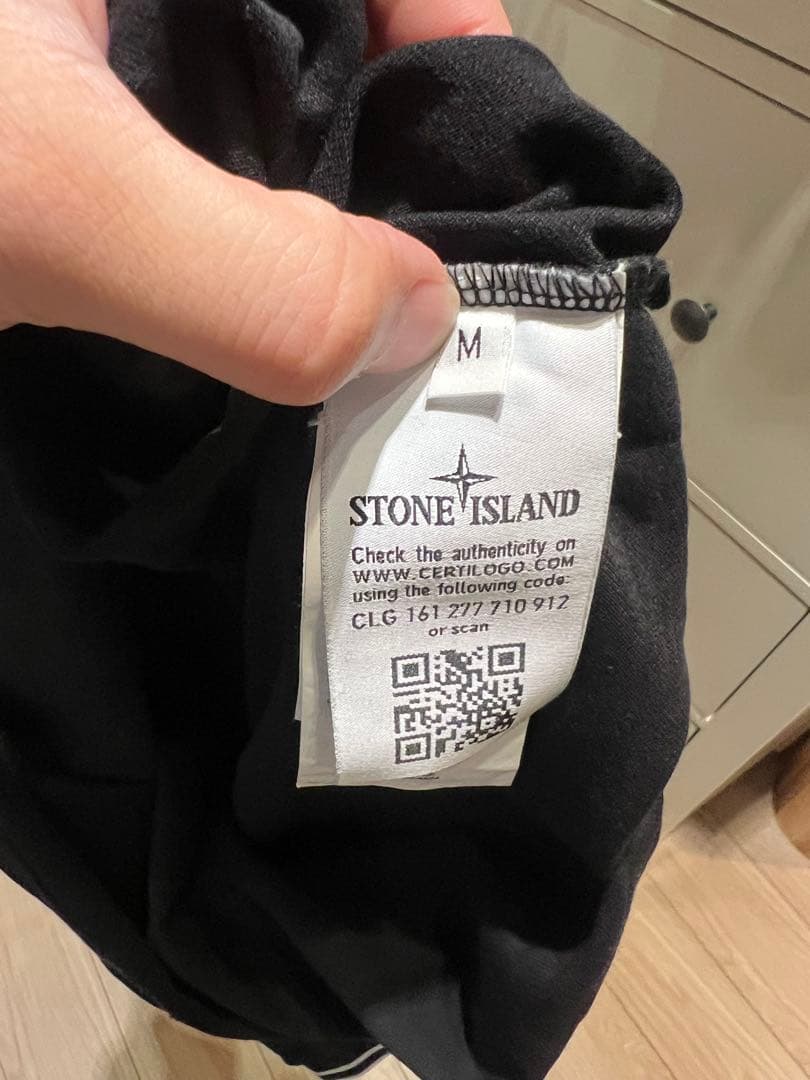 M
STONE ISLAND
Check the authenticity on
WWW.CERTILOGO.COM
using the following code:
CLG 161 277 710 912
or scan